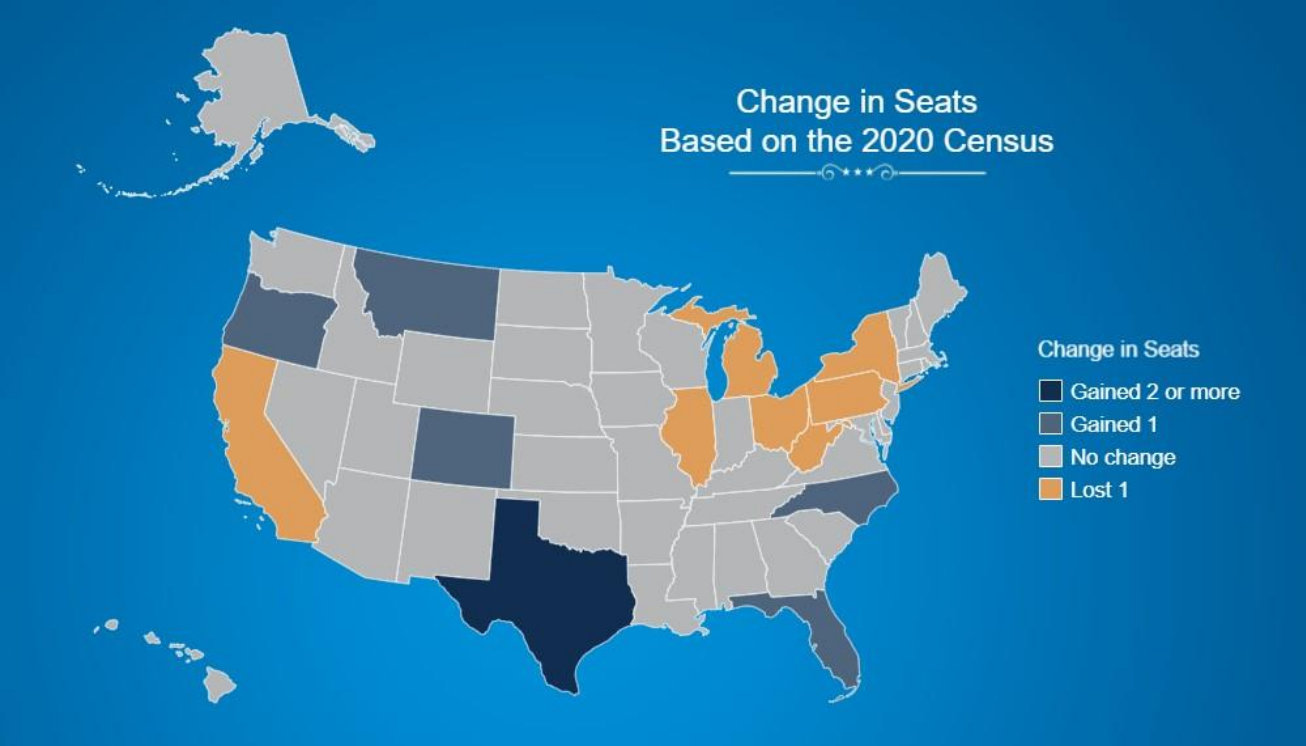 Change in Seats
Based on the 2020 Census
Change in Seats
Gained 2 or more
Gained 1
No change
Lost 1